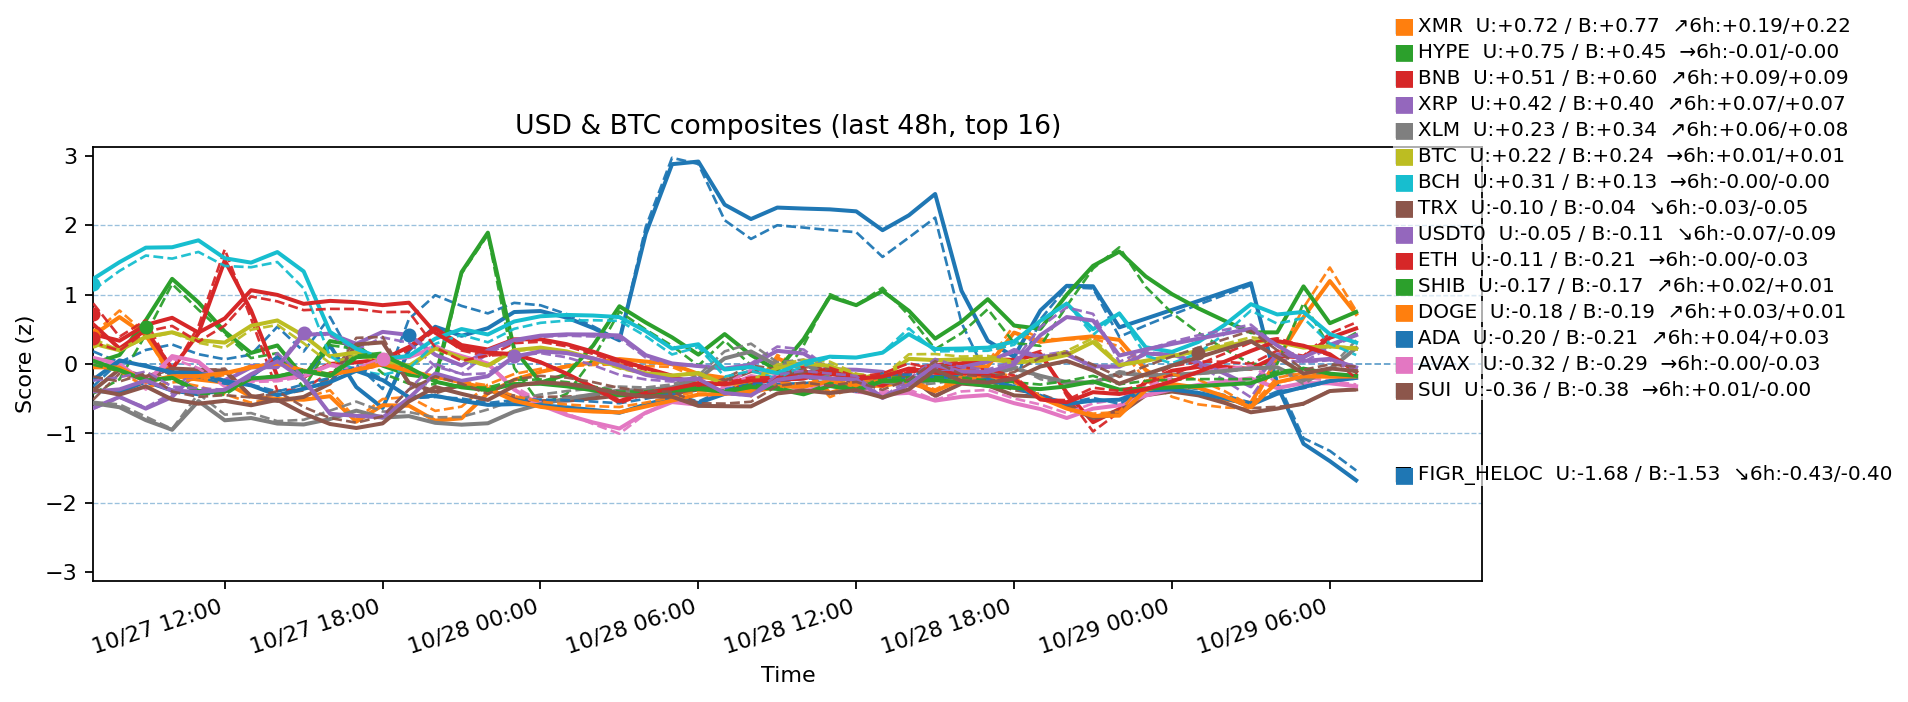 XMR  U:+0.72 / B:+0.77  ↗6h:+0.19/+0.22
HYPE  U:+0.75 / B:+0.45  →6h:-0.01/-0.00
BNB  U:+0.51 / B:+0.60  ↗6h:+0.09/+0.09
XRP  U:+0.42 / B:+0.40  ↗6h:+0.07/+0.07
XLM  U:+0.23 / B:+0.34  ↗6h:+0.06/+0.08
BTC  U:+0.22 / B:+0.24  →6h:+0.01/+0.01
BCH  U:+0.31 / B:+0.13  →6h:-0.00/-0.00
TRX  U:-0.10 / B:-0.04  ↘6h:-0.03/-0.05
USDT0  U:-0.05 / B:-0.11  ↘6h:-0.07/-0.09
ETH  U:-0.11 / B:-0.21  →6h:-0.00/-0.03
SHIB  U:-0.17 / B:-0.17  ↗6h:+0.02/+0.01
DOGE  U:-0.18 / B:-0.19  ↗6h:+0.03/+0.01
ADA  U:-0.20 / B:-0.21  ↗6h:+0.04/+0.03
AVAX  U:-0.32 / B:-0.29  →6h:-0.00/-0.03
SUI  U:-0.36 / B:-0.38  →6h:+0.01/-0.00
FIGR_HELOC  U:-1.68 / B:-1.53  ↘6h:-0.43/-0.40
USD & BTC composites (last 48h, top 16)
Score (z)
3
2
1
0
−1
−2
−3
10/27 12:00
10/27 18:00
10/28 00:00
10/28 06:00
10/28 12:00
10/28 18:00
10/29 00:00
10/29 06:00
Time